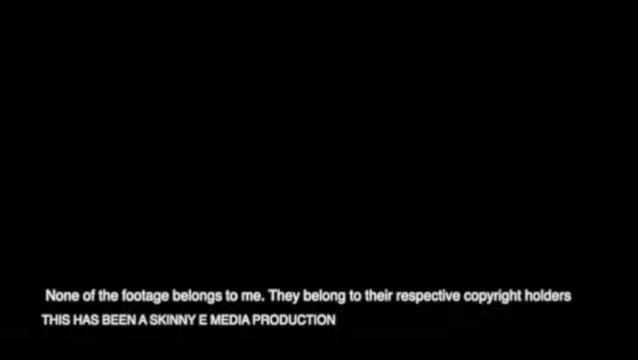 None of the footage belongs to me. They belong to their respective copyright holders
THIS HAS BEEN A SKINNY E MEDIA PRODUCTION